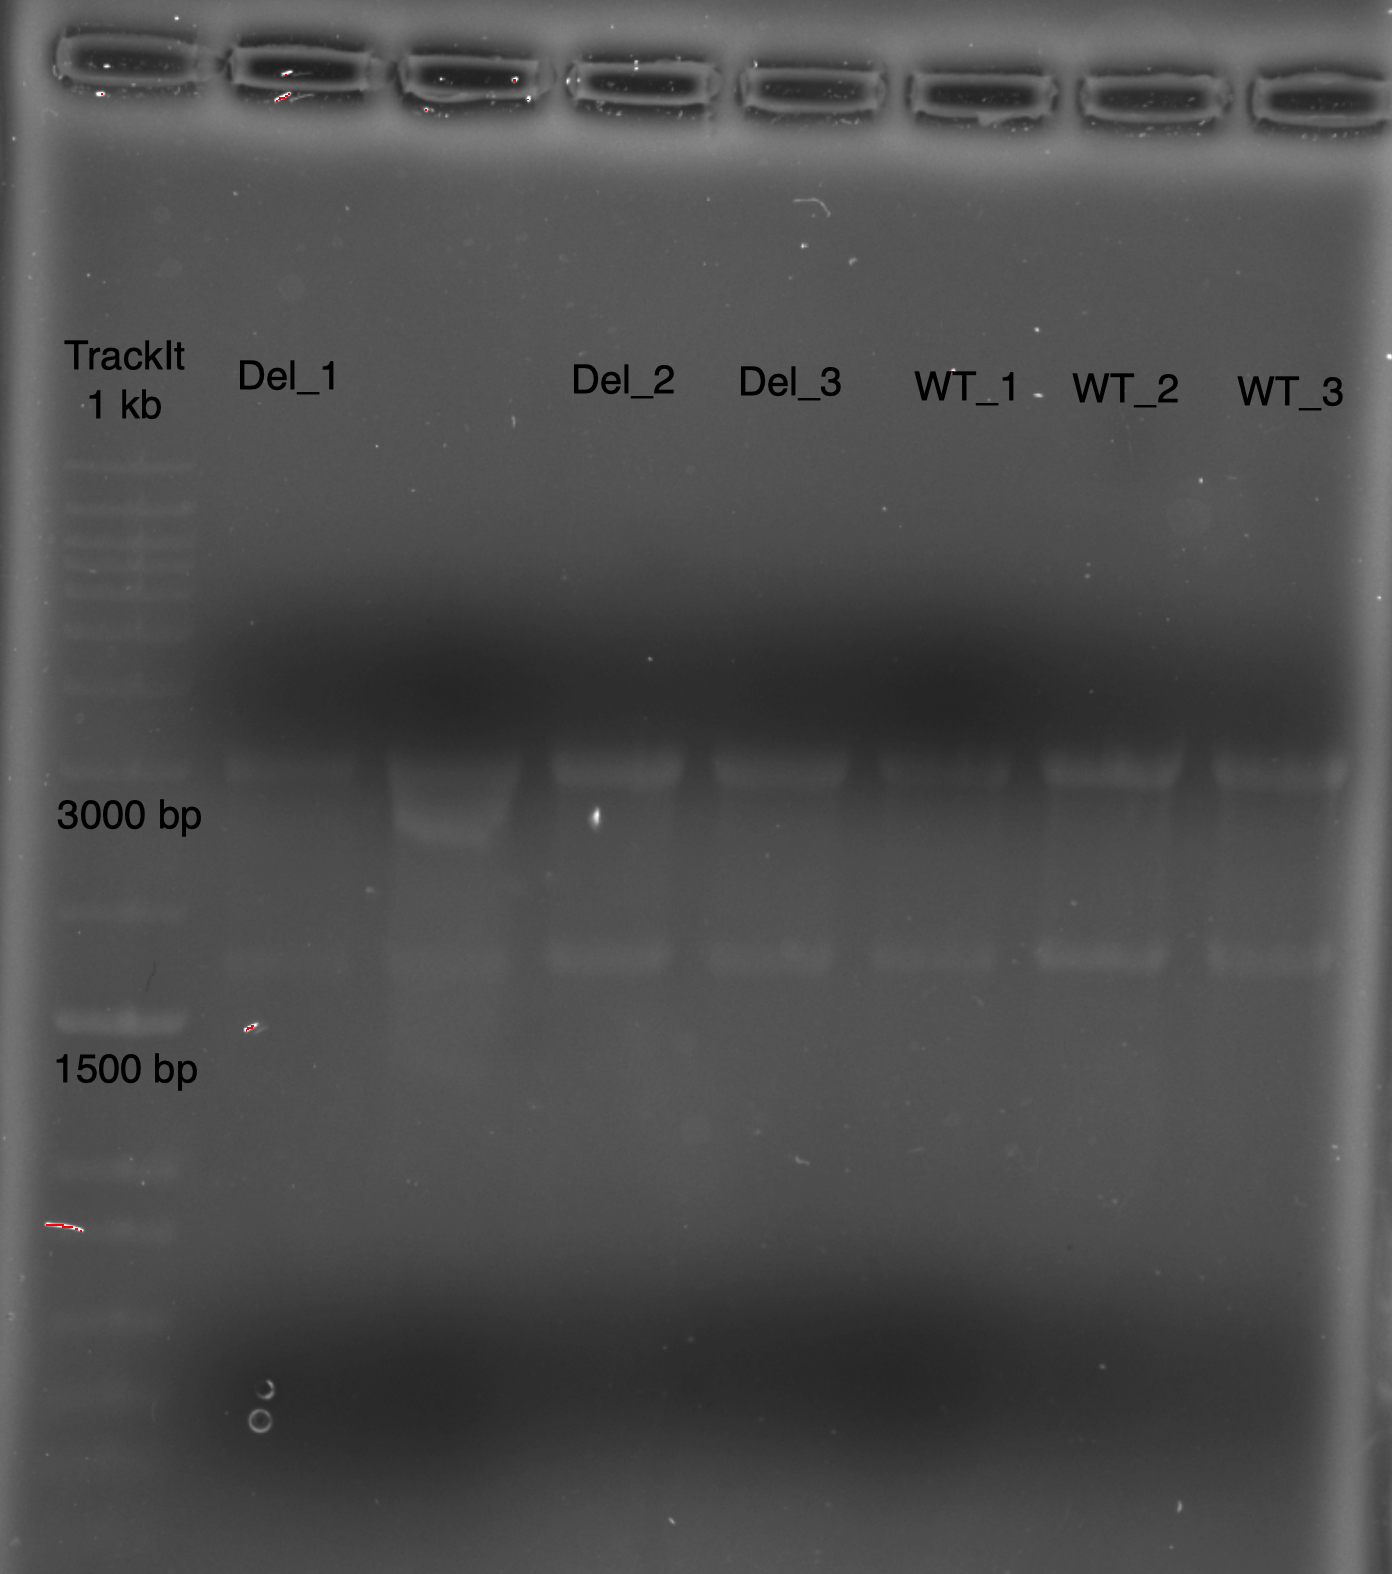 TrackIt
1 kb
Del_1
Del_2
Del_3
WT_1
WT_2
WT_3
3000 bp
1500 bp